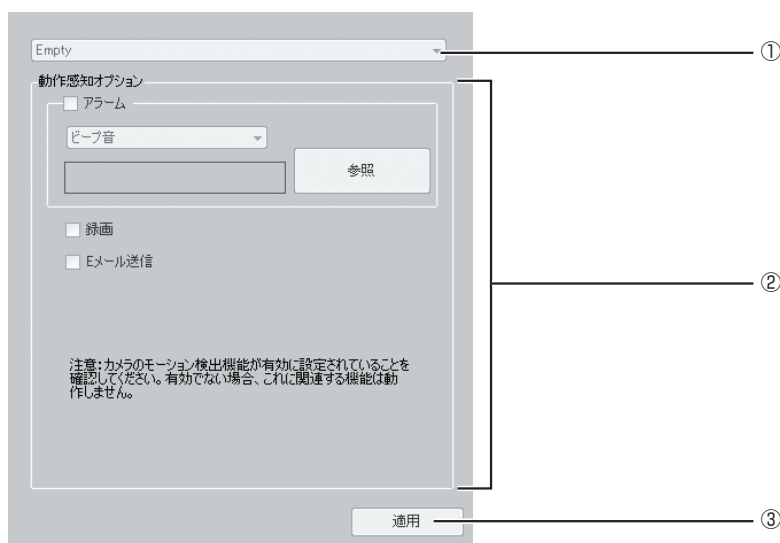 Empty
①
動作感知オプション
アラーム
ビープ音
参照
録画
Eメール送信
②
注意：カメラのモーション検出機能が有効に設定されていることを
確認してください。有効でない場合、これに関連する機能は動
作しません。
適用
③